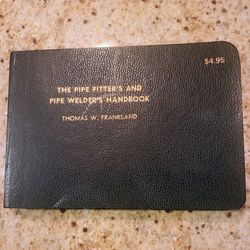 $4.95
THE PIPE FITTER'S AND
PIPE WELDER'S HANDBOOK
THOMAS W. FRANKLAND